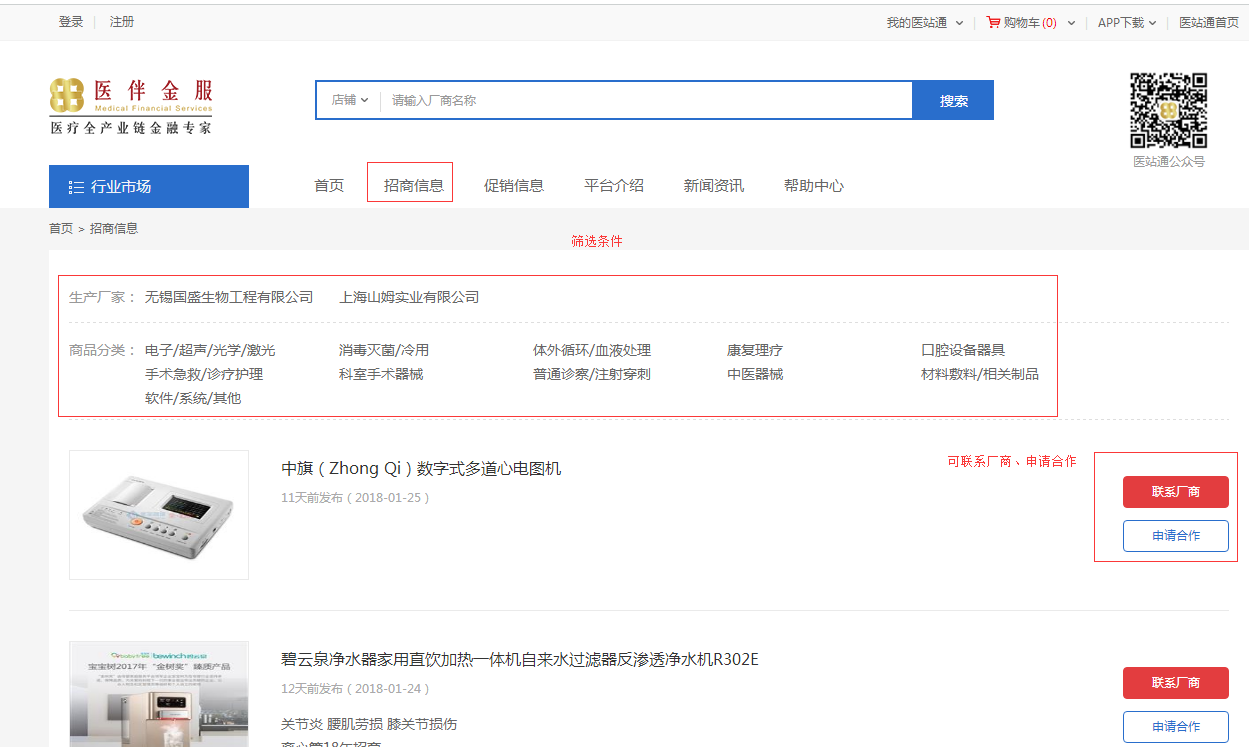 登录 注册 我的医站通 购物车(0) APP下载 医站通首页
医伴金服
Medical Financial Services
医疗全产业链金融专家
店铺 请输入厂商名称 搜索
医站通公众号
行业市场 首页 招商信息 促销信息 平台介绍 新闻资讯 帮助中心
首页 > 招商信息
筛选条件
生产厂家： 无锡国盛生物工程有限公司 上海山姆实业有限公司
商品分类： 电子/超声/光学/激光 消毒灭菌/冷用 体外循环/血液处理 康复理疗 口腔设备器具
手术急救/诊疗护理 科室手术器械 普通诊察/注射穿刺 中医器械 材料敷料/相关制品
软件/系统/其他
中旗（Zhong Qi）数字式多道心电图机
可联系厂商、申请合作
11天前发布（2018-01-25）
联系厂商
申请合作
碧云泉净水器家用直饮加热一体机自来水过滤器反渗透净水机R302E
宝宝树2017年“金树奖”臻质产品
12天前发布（2018-01-24）
联系厂商
关节炎 腰肌劳损 膝关节损伤
申请合作